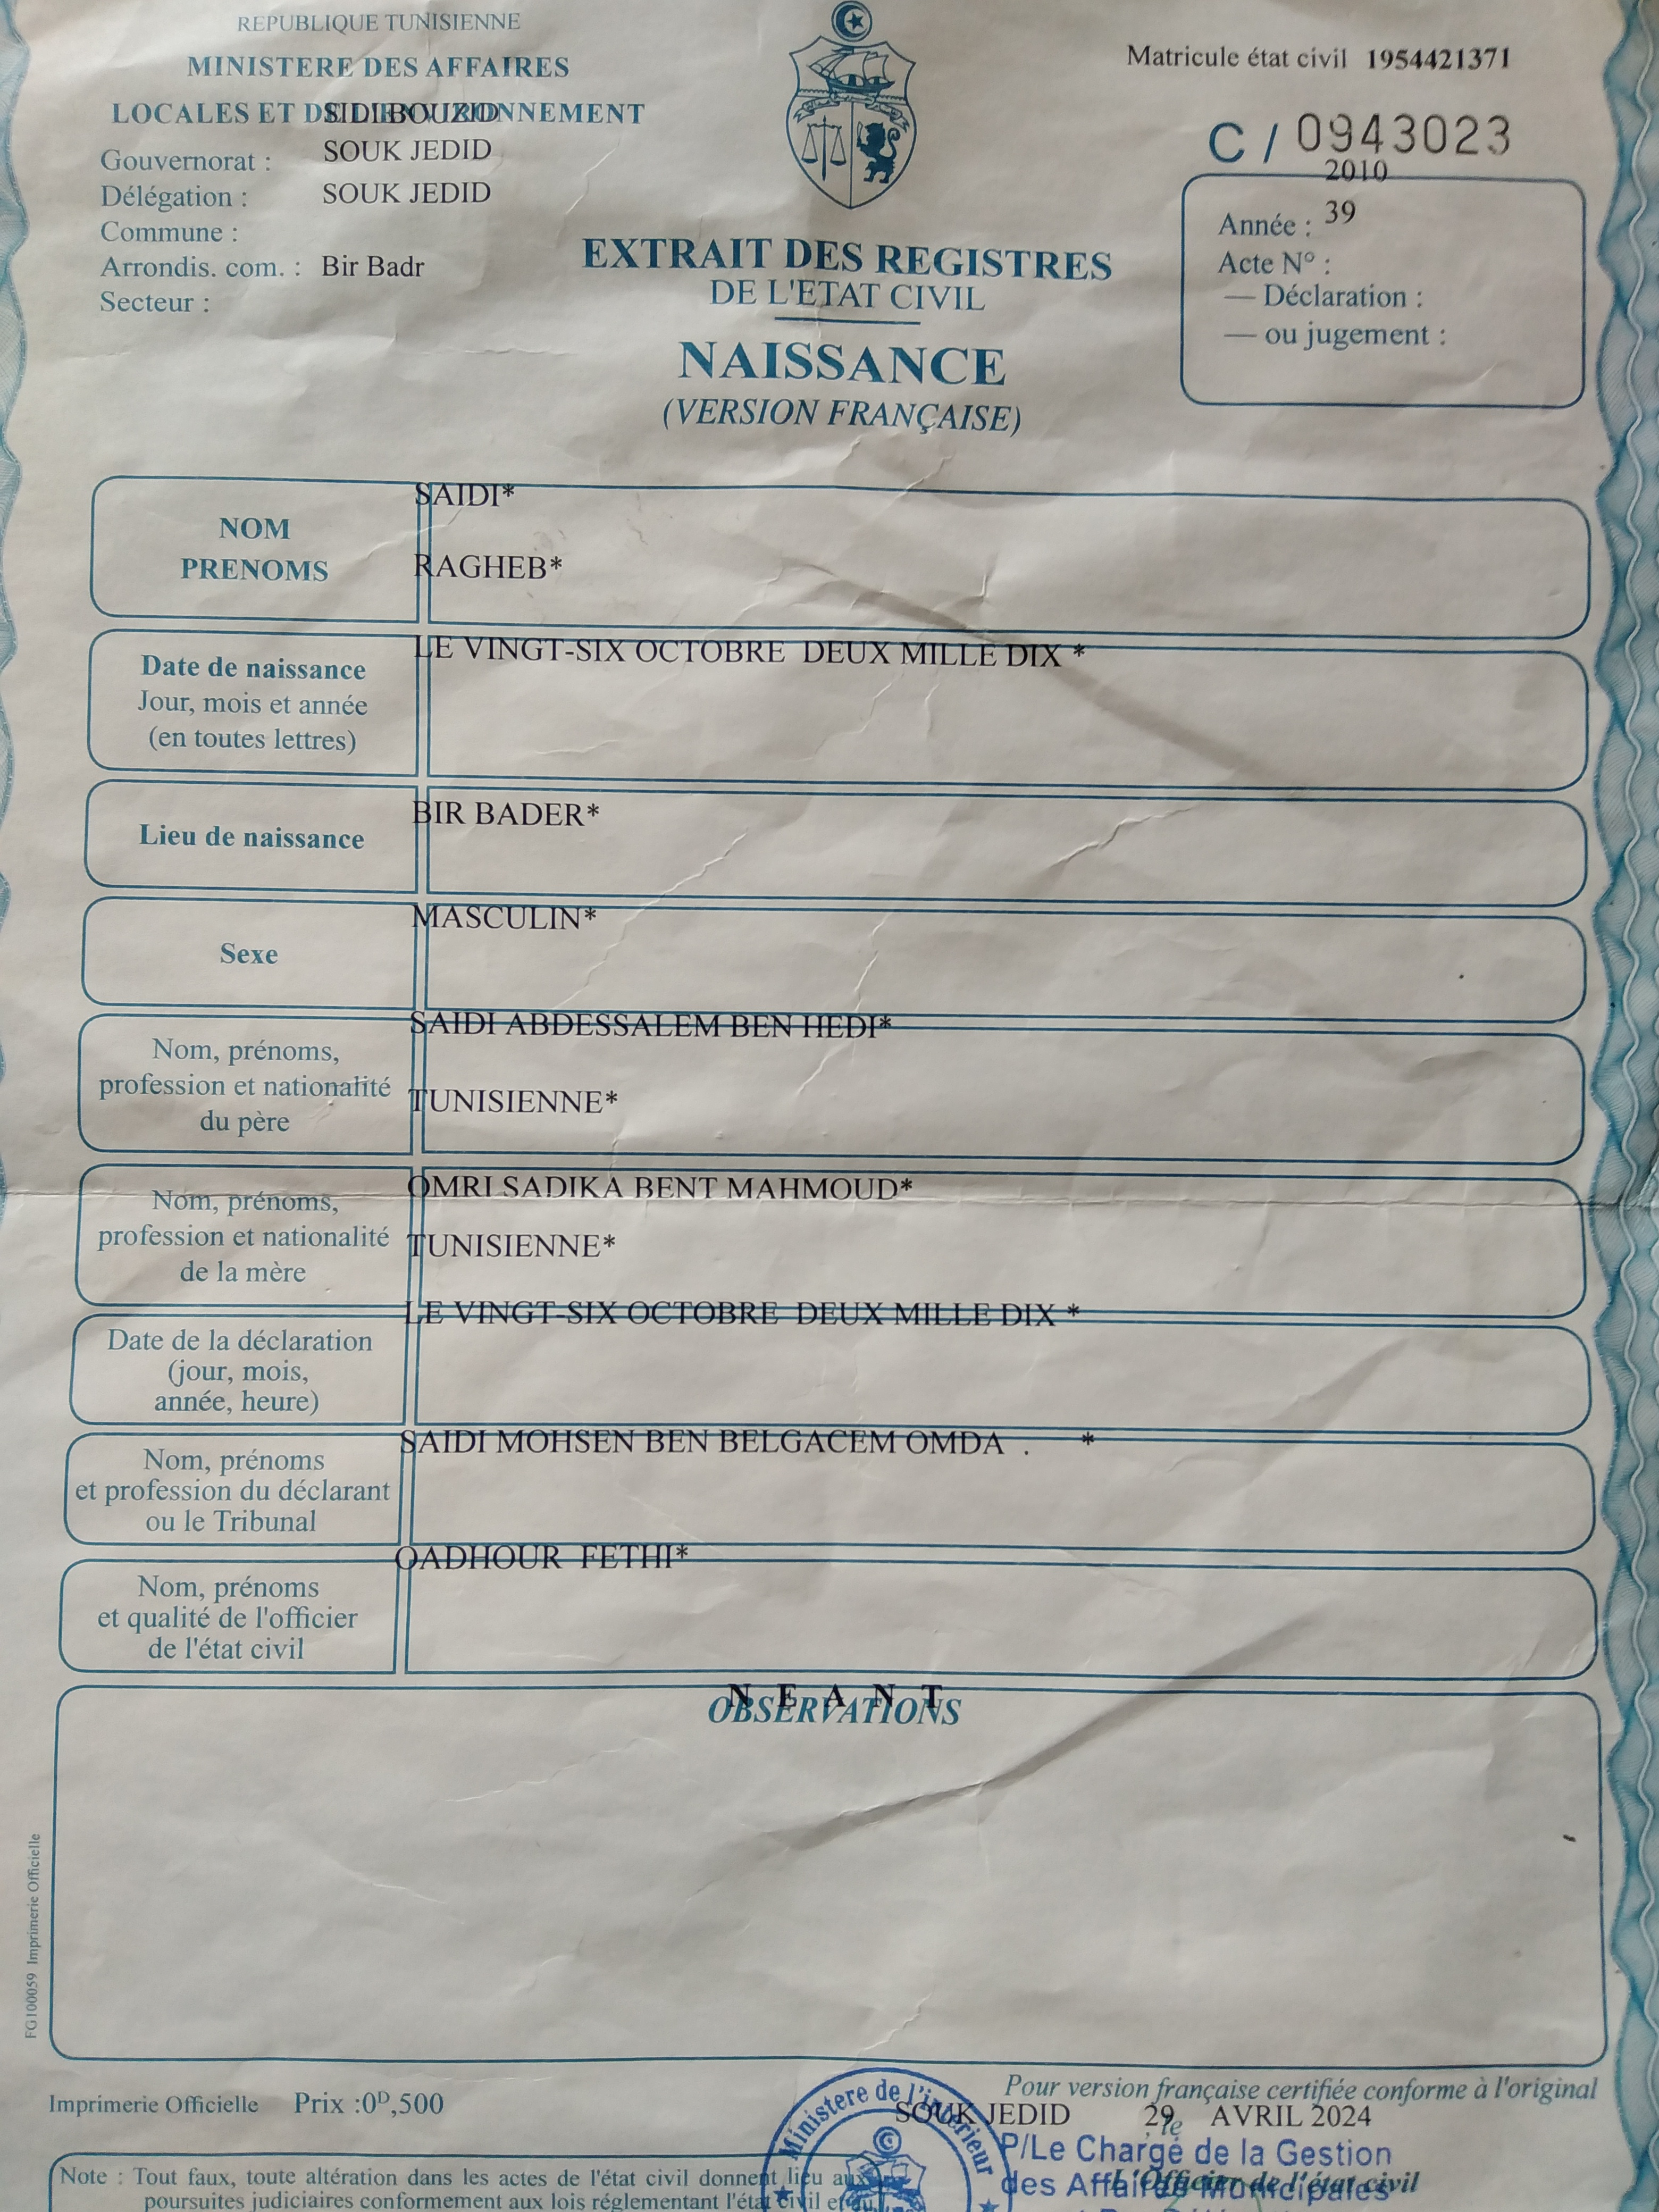 REPUBLIQUE TUNISIENNE
MINISTERE DES AFFAIRES
LOCALES ET DE L'ENVIRONNEMENT
SIDI BOUZID
Gouvernorat :
SOUK JEDID
Délégation :
SOUK JEDID
Commune :
Arrondis. com. : Bir Badr
Secteur :
Matricule état civil 1954421371
C / 0943023
2010
Année : 39
Acte N° :
— Déclaration :
— ou jugement :
EXTRAIT DES REGISTRES
DE L'ETAT CIVIL
NAISSANCE
(VERSION FRANÇAISE)
NOM
PRENOMS
SAIDI*
RAGHEB*
Date de naissance
Jour, mois et année
(en toutes lettres)
LE VINGT-SIX OCTOBRE DEUX MILLE DIX *
Lieu de naissance
BIR BADER*
Sexe
MASCULIN*
Nom, prénoms,
profession et nationalité
du père
SAIDI ABDESSALEM BEN HEDI*
TUNISIENNE*
Nom, prénoms,
profession et nationalité
de la mère
OMRI SADIKA BENT MAHMOUD*
TUNISIENNE*
Date de la déclaration
(jour, mois,
année, heure)
LE VINGT-SIX OCTOBRE DEUX MILLE DIX *
Nom, prénoms
et profession du déclarant
ou le Tribunal
SAIDI MOHSEN BEN BELGACEM OMDA . *
Nom, prénoms
et qualité de l'officier
de l'état civil
OADHOUR FETHI*
N E A N T
OBSERVATIONS
FG100059 Imprimerie Officielle
Imprimerie Officielle Prix :0ᴰ,500
Pour version française certifiée conforme à l'original
SOUK JEDID 29 AVRIL 2024
le
Ministere de l'interieur
P/Le Chargé de la Gestion
des Affaires Municipales
L'Officier de l'état civil
Note : Tout faux, toute altération dans les actes de l'état civil donnent lieu aux
poursuites judiciaires conformement aux lois réglementant l'état civil et au